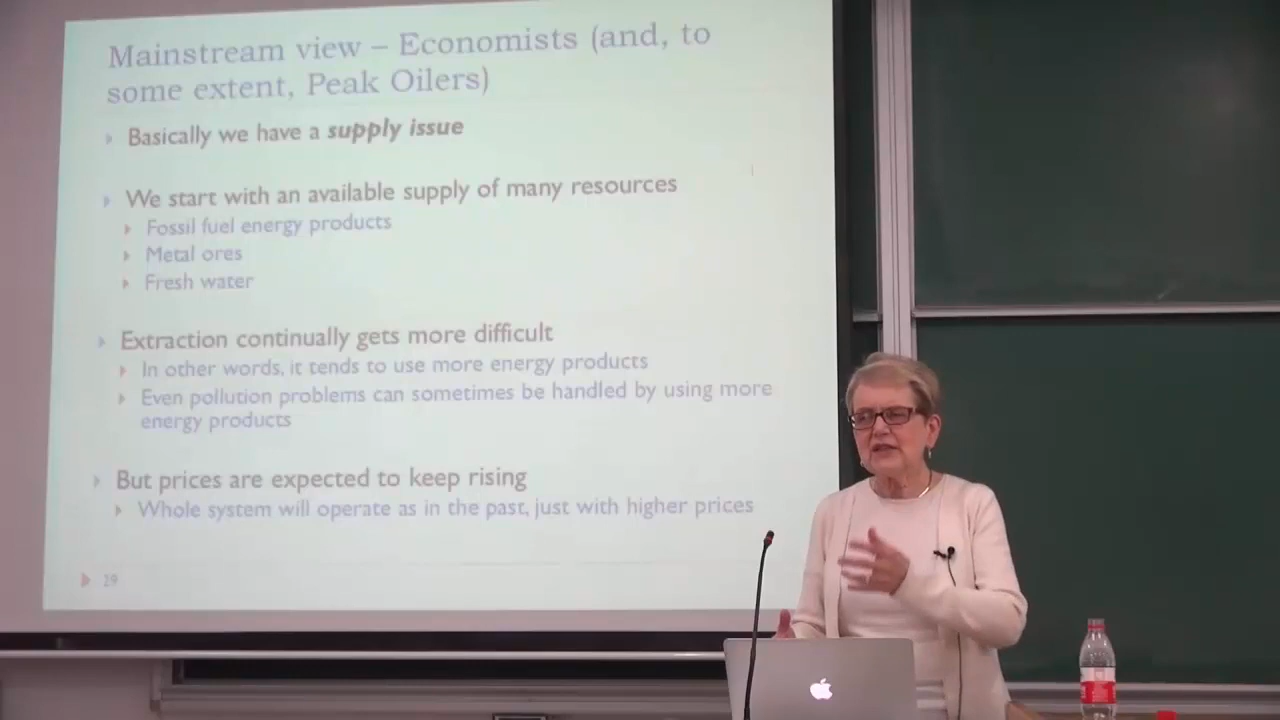 Mainstream view – Economists (and, to
some extent, Peak Oilers)
Basically we have a supply issue
We start with an available supply of many resources
Fossil fuel energy products
Metal ores
Fresh water
Extraction continually gets more difficult
In other words, it tends to use more energy products
Even pollution problems can sometimes be handled by using more
energy products
But prices are expected to keep rising
Whole system will operate as in the past, just with higher prices
29